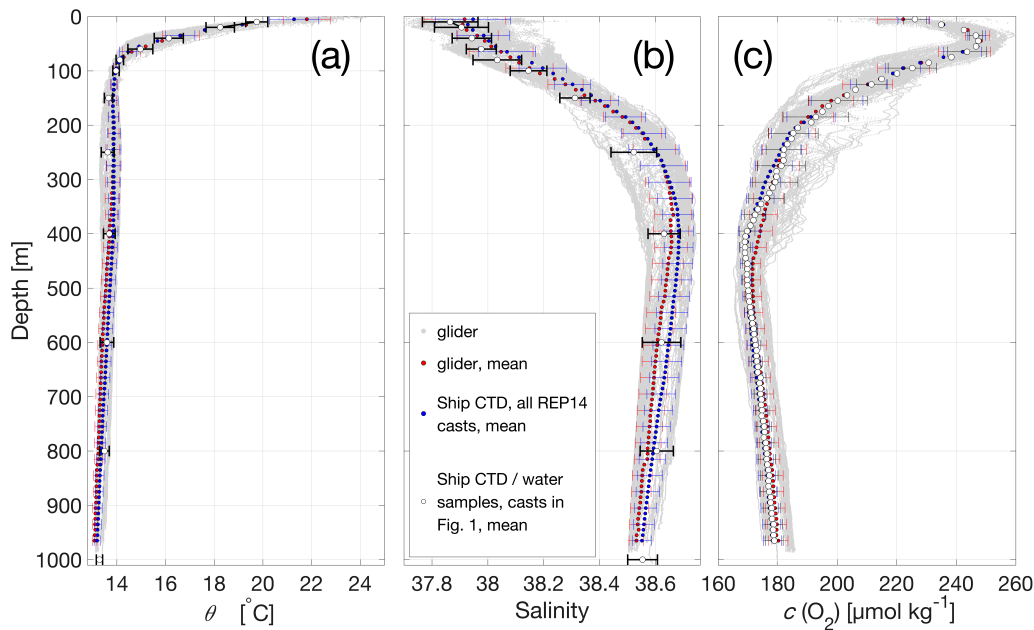 (a)
(b)
(c)
Depth [m]
0
100
200
300
400
500
600
700
800
900
1000
14 16 18 20 22 24
θ [°C]
37.8 38 38.2 38.4 38.6
Salinity
160 180 200 220 240 260
c (O₂) [μmol kg⁻¹]
glider
glider, mean
Ship CTD, all REP14
casts, mean
Ship CTD / water
samples, casts in
Fig. 1, mean